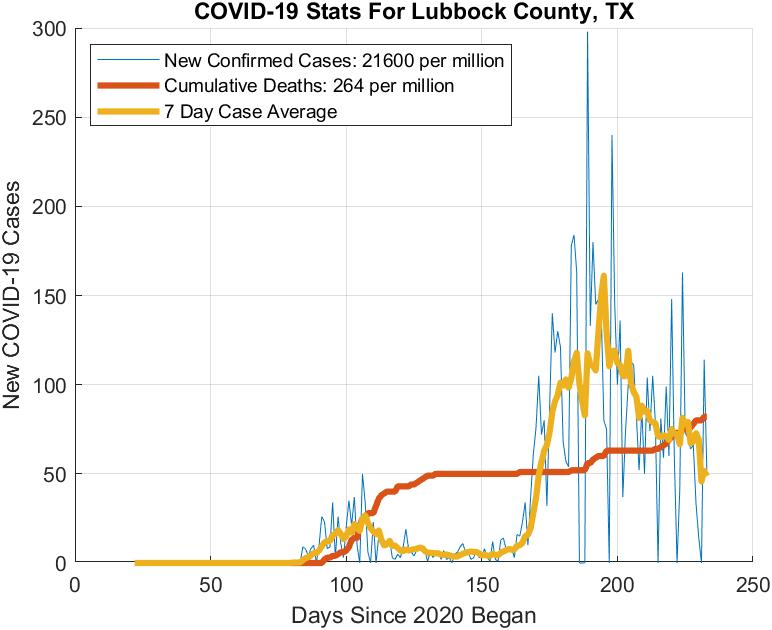 COVID-19 Stats For Lubbock County, TX
New Confirmed Cases: 21600 per million
Cumulative Deaths: 264 per million
7 Day Case Average
300
250
200
150
100
50
0
New COVID-19 Cases
0 50 100 150 200 250
Days Since 2020 Began